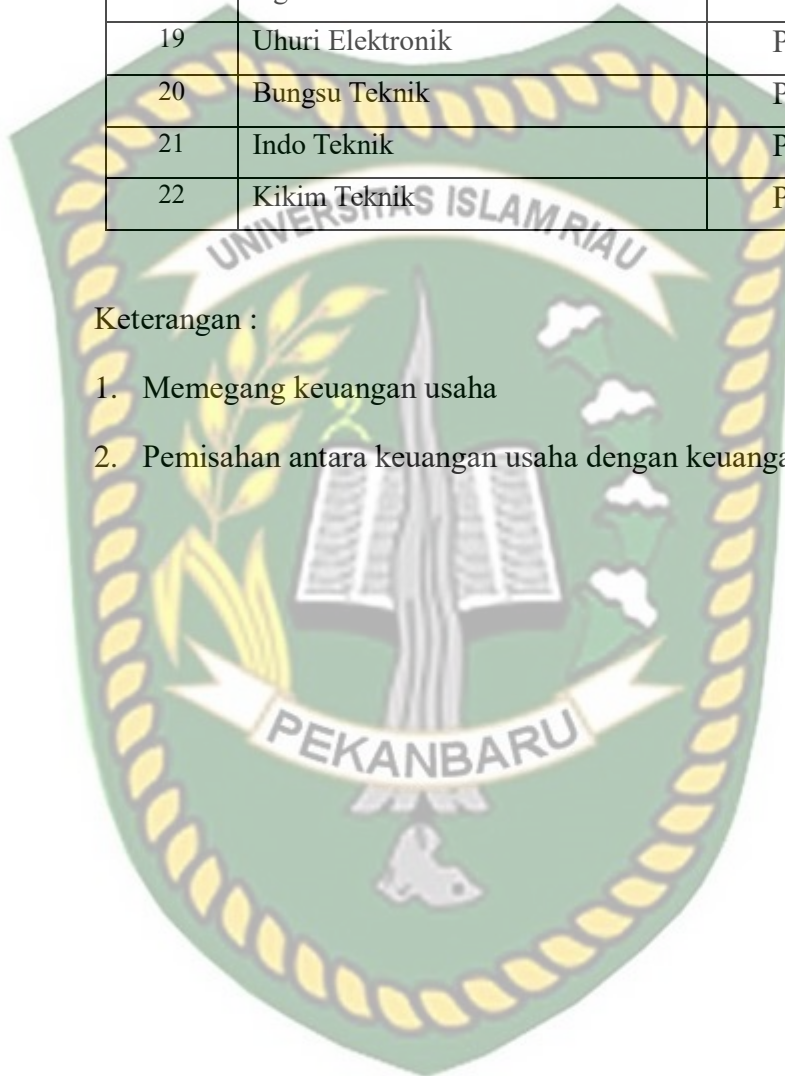 19 Uhuri Elektronik P
20 Bungsu Teknik P
21 Indo Teknik P
22 Kikim Teknik P
UNIVERSITAS ISLAM RIAU
Keterangan :
1. Memegang keuangan usaha
2. Pemisahan antara keuangan usaha dengan
PEKANBARU